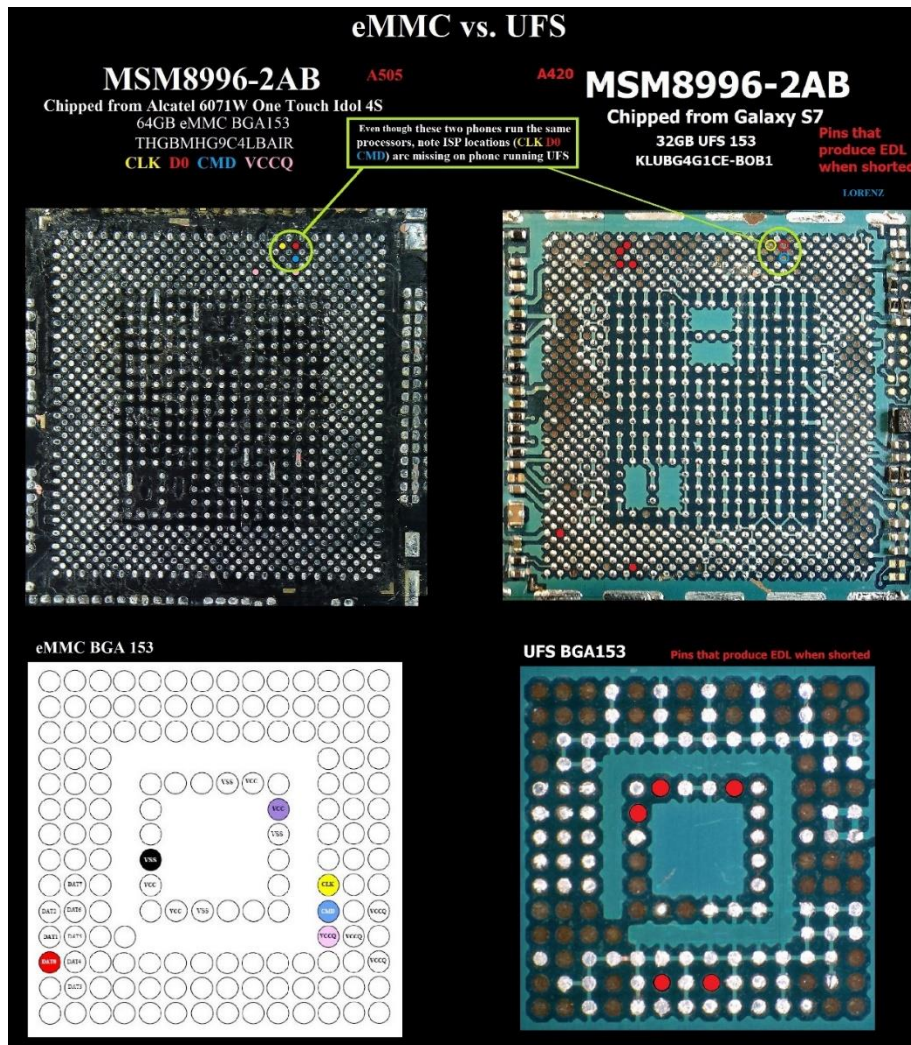 eMMC vs. UFS
MSM8996-2AB
A505
Chipped from Alcatel 6071W One Touch Idol 4S
64GB eMMC BGA153
THGBMHG9C4LBAIR
CLK D0 CMD VCCQ
Even though these two phones run the same
processors, note ISP locations (CLK D0
CMD) are missing on phone running UFS
A420
MSM8996-2AB
Chipped from Galaxy S7
32GB UFS 153
KLUBG4G1CE-BOB1
Pins that
produce EDL
when shorted
LORENZ
eMMC BGA 153
VSS VCC
VCC
VSS
VSS
DAT7 VCC CLK
DAT2 DAT6 VCC VSS CMD VCCQ
DAT1 DAT5 VCCQ VCCQ
DAT0 DAT4 VCCQ
DAT3
UFS BGA153
Pins that produce EDL when shorted